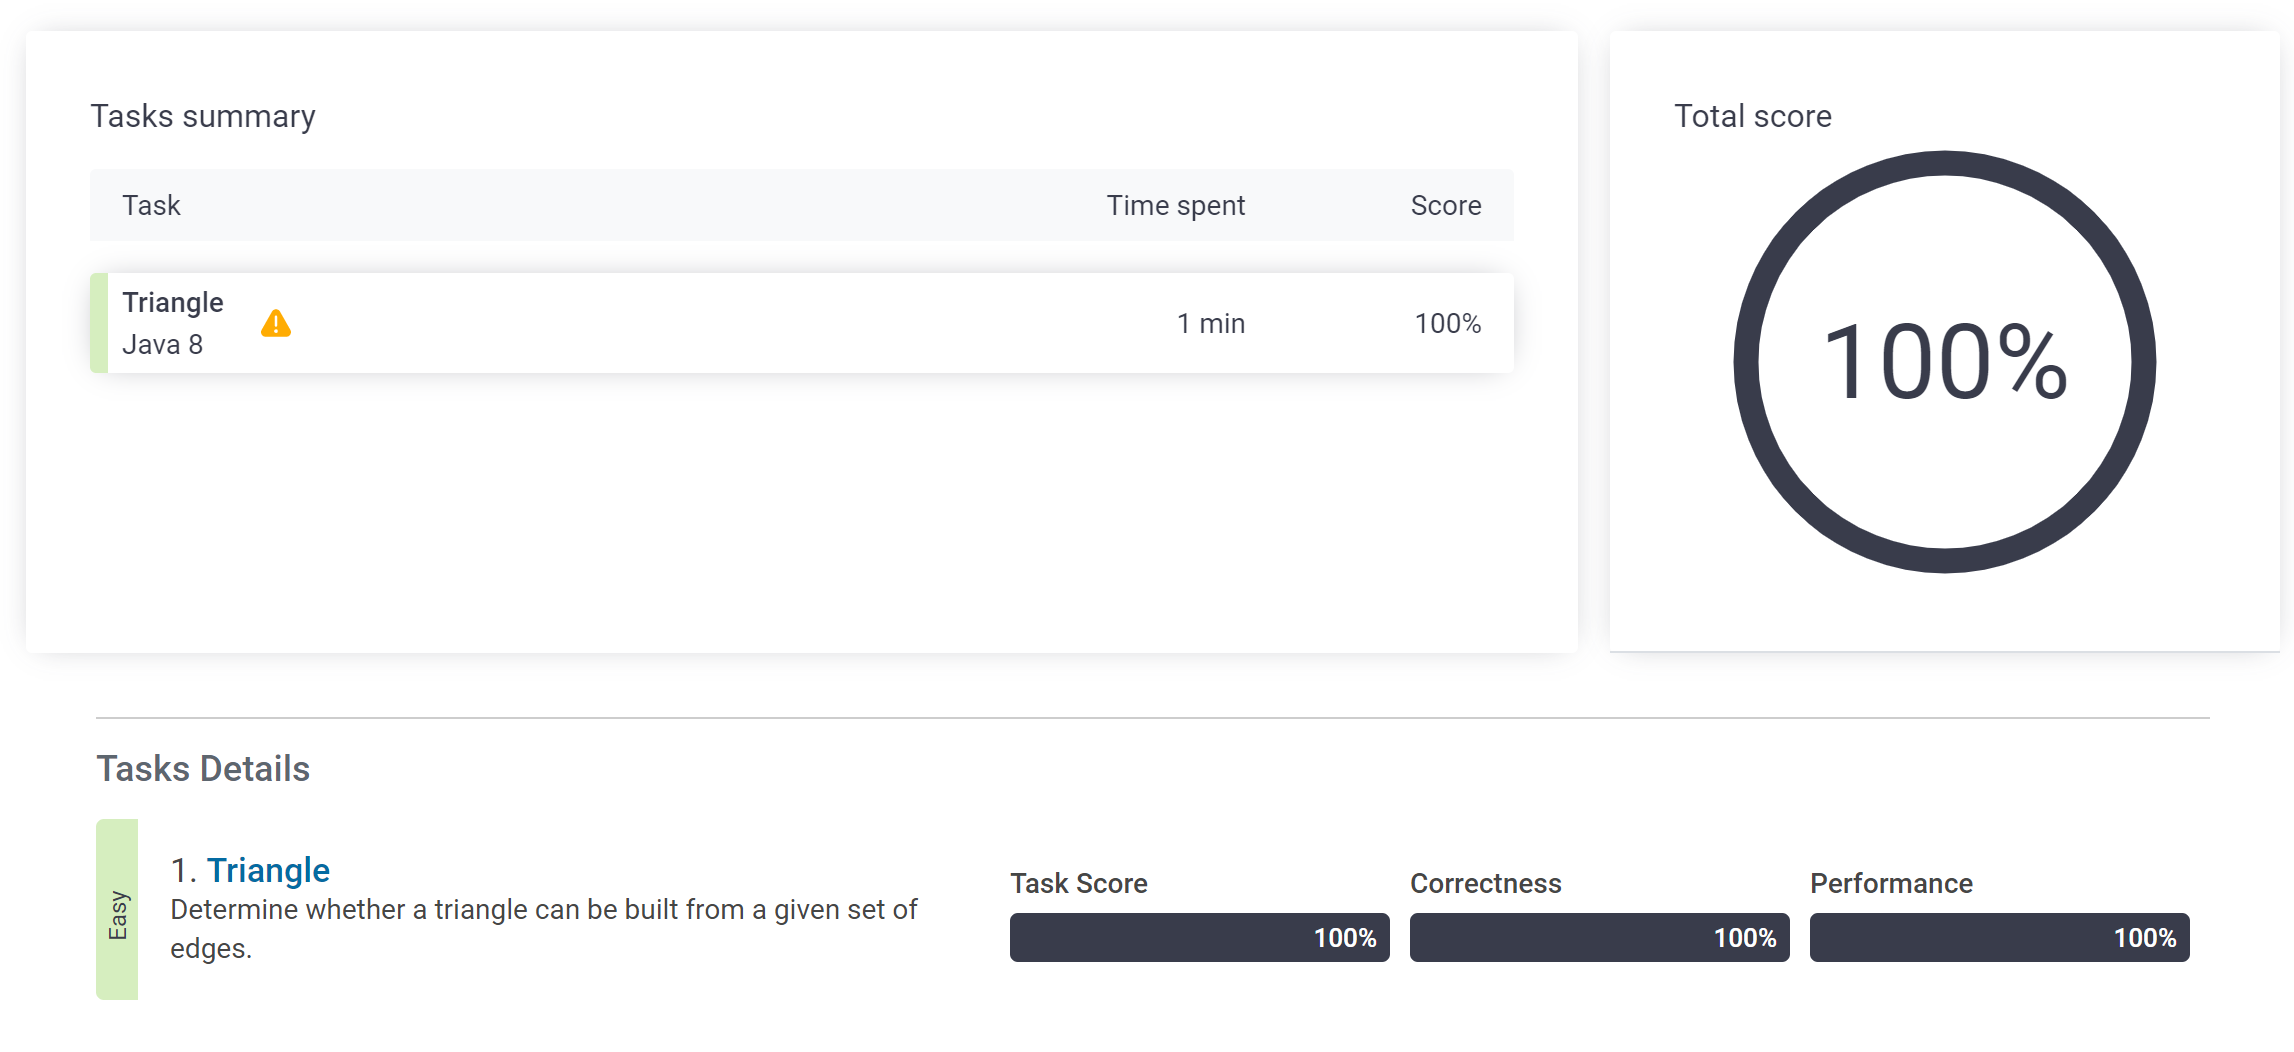 Tasks summary
Task Time spent Score
Triangle
Java 8
1 min 100%
Total score
100%
Tasks Details
Easy
1. Triangle
Determine whether a triangle can be built from a given set of
edges.
Task Score Correctness Performance
100% 100% 100%